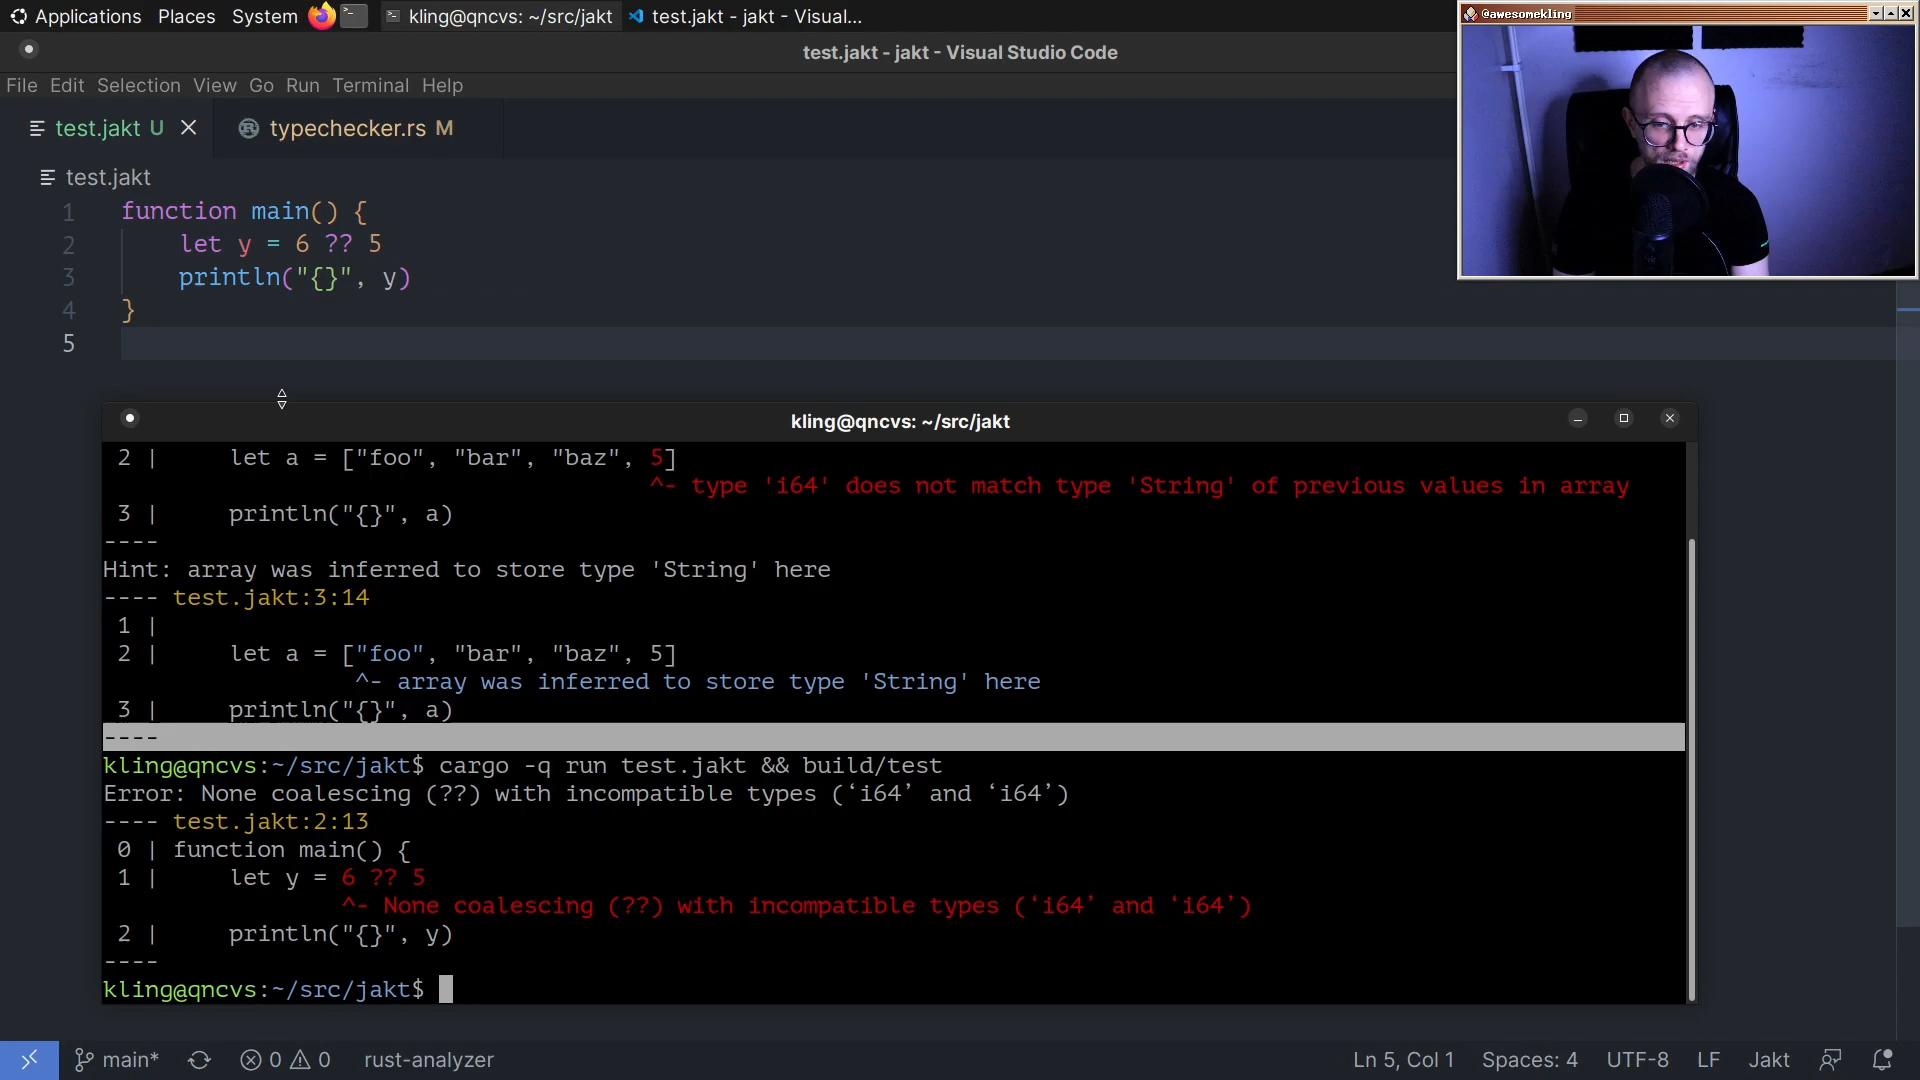 Applications Places System kling@qncvs: ~/src/jakt test.jakt - jakt - Visual...
@awesomekling
test.jakt - jakt - Visual Studio Code
File Edit Selection View Go Run Terminal Help
test.jakt U typechecker.rs M
test.jakt
1 function main() {
2 let y = 6 ?? 5
3 println("{}", y)
4 }
5
kling@qncvs: ~/src/jakt
2 | let a = ["foo", "bar", "baz", 5]
^- type 'i64' does not match type 'String' of previous values in array
3 | println("{}", a)
----
Hint: array was inferred to store type 'String' here
---- test.jakt:3:14
1 |
2 | let a = ["foo", "bar", "baz", 5]
^- array was inferred to store type 'String' here
3 | println("{}", a)
----
kling@qncvs:~/src/jakt$ cargo -q run test.jakt && build/test
Error: None coalescing (??) with incompatible types (‘i64’ and ‘i64’)
---- test.jakt:2:13
0 | function main() {
1 | let y = 6 ?? 5
^- None coalescing (??) with incompatible types (‘i64’ and ‘i64’)
2 | println("{}", y)
----
kling@qncvs:~/src/jakt$
main* 0 0 rust-analyzer Ln 5, Col 1 Spaces: 4 UTF-8 LF Jakt